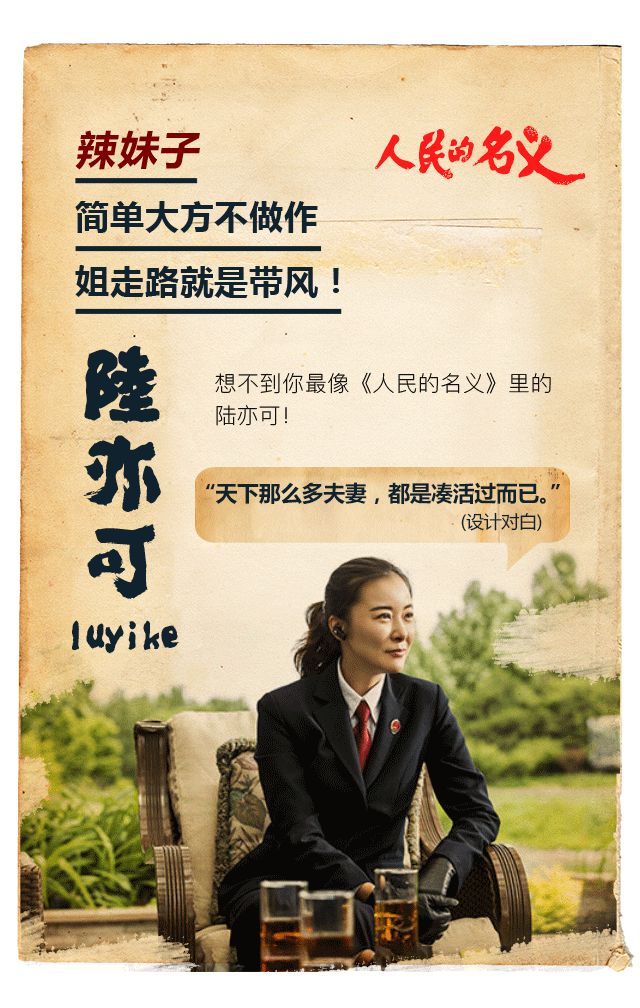 辣妹子
人民的名义
简单大方不做作
姐走路就是带风！
陸亦可
luyike
想不到你最像《人民的名义》里的
陆亦可!
“天下那么多夫妻，都是凑活过而已。”
(设计对白)